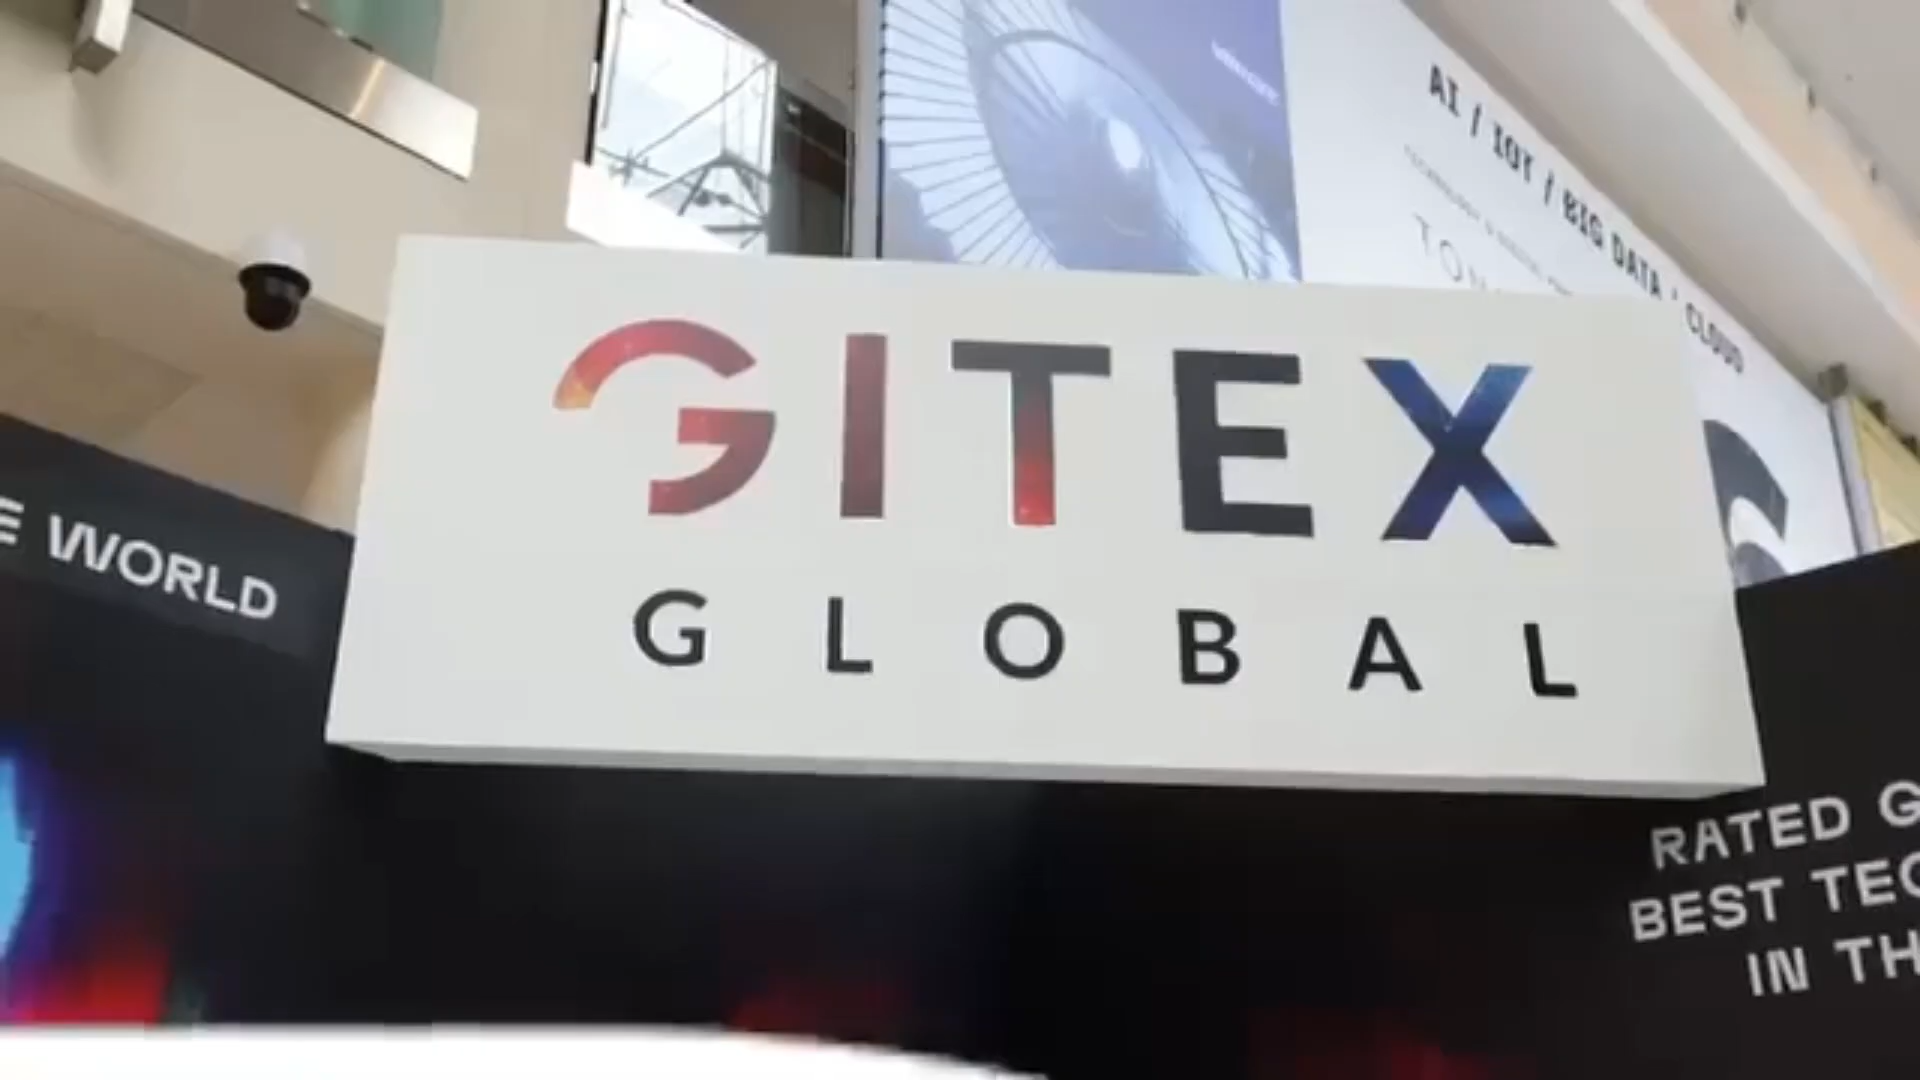 AI / IOT / BIG DATA / CLOUD
GITEX
GLOBAL
E WORLD
RATED G
BEST TEC
IN TH